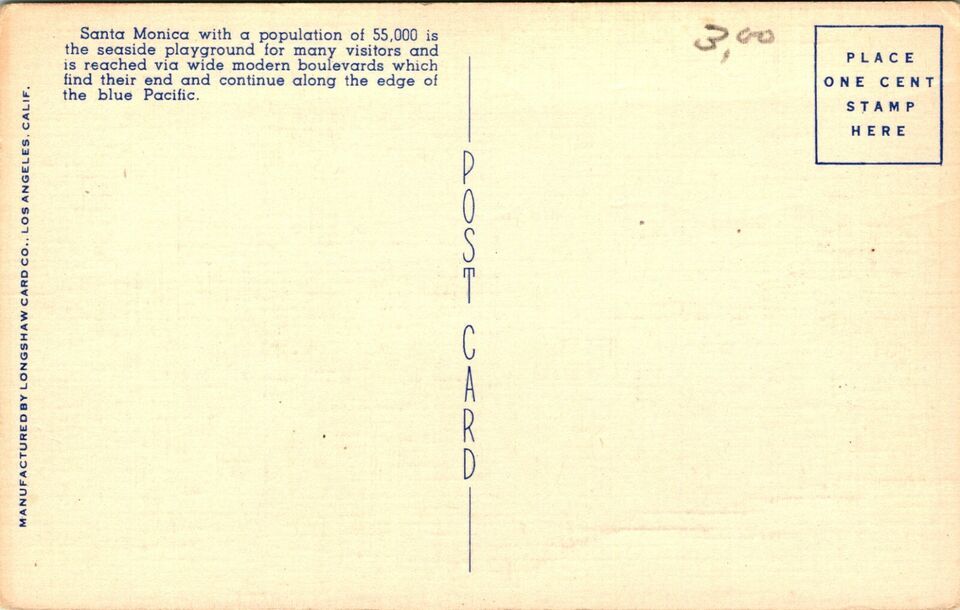 Santa Monica with a population of 55,000 is
the seaside playground for many visitors and
is reached via wide modern boulevards which
find their end and continue along the edge of
the blue Pacific.
3,00
PLACE
ONE CENT
STAMP
HERE
POST CARD
MANUFACTURED BY LONGSHAW CARD CO., LOS ANGELES, CALIF.